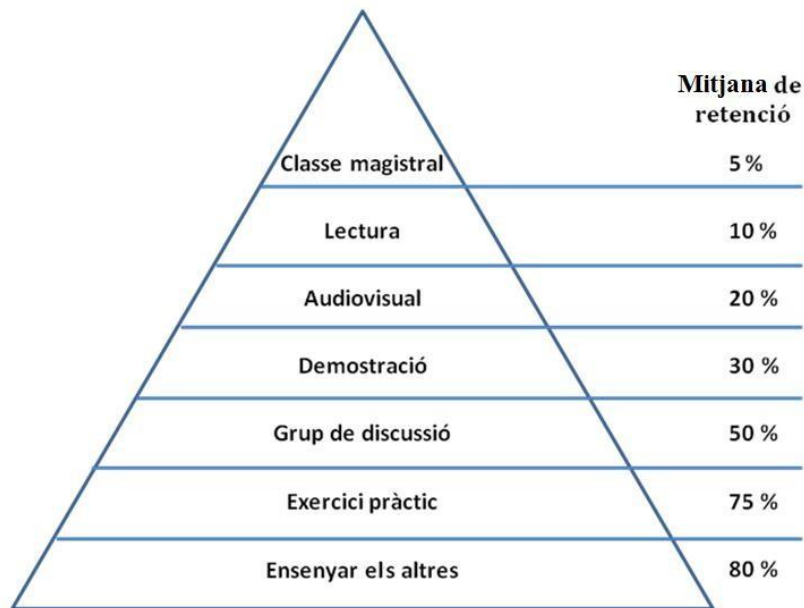 Mitjana de
retenció
Classe magistral 5 %
Lectura 10 %
Audiovisual 20 %
Demostració 30 %
Grup de discussió 50 %
Exercici pràctic 75 %
Ensenyar els altres 80 %